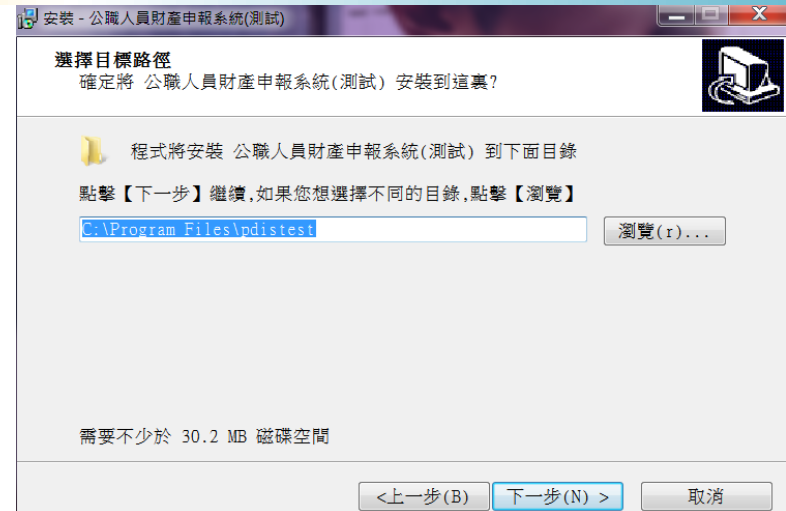 安裝 - 公職人員財產申報系統(測試)
選擇目標路徑
確定將 公職人員財產申報系統(測試) 安裝到這裏?
程式將安裝 公職人員財產申報系統(測試) 到下面目錄
點擊【下一步】繼續,如果您想選擇不同的目錄,點擊【瀏覽】
C:\Program Files\pdistest
瀏覽(r)...
需要不少於 30.2 MB 磁碟空間
<上一步(B) 下一步(N) > 取消